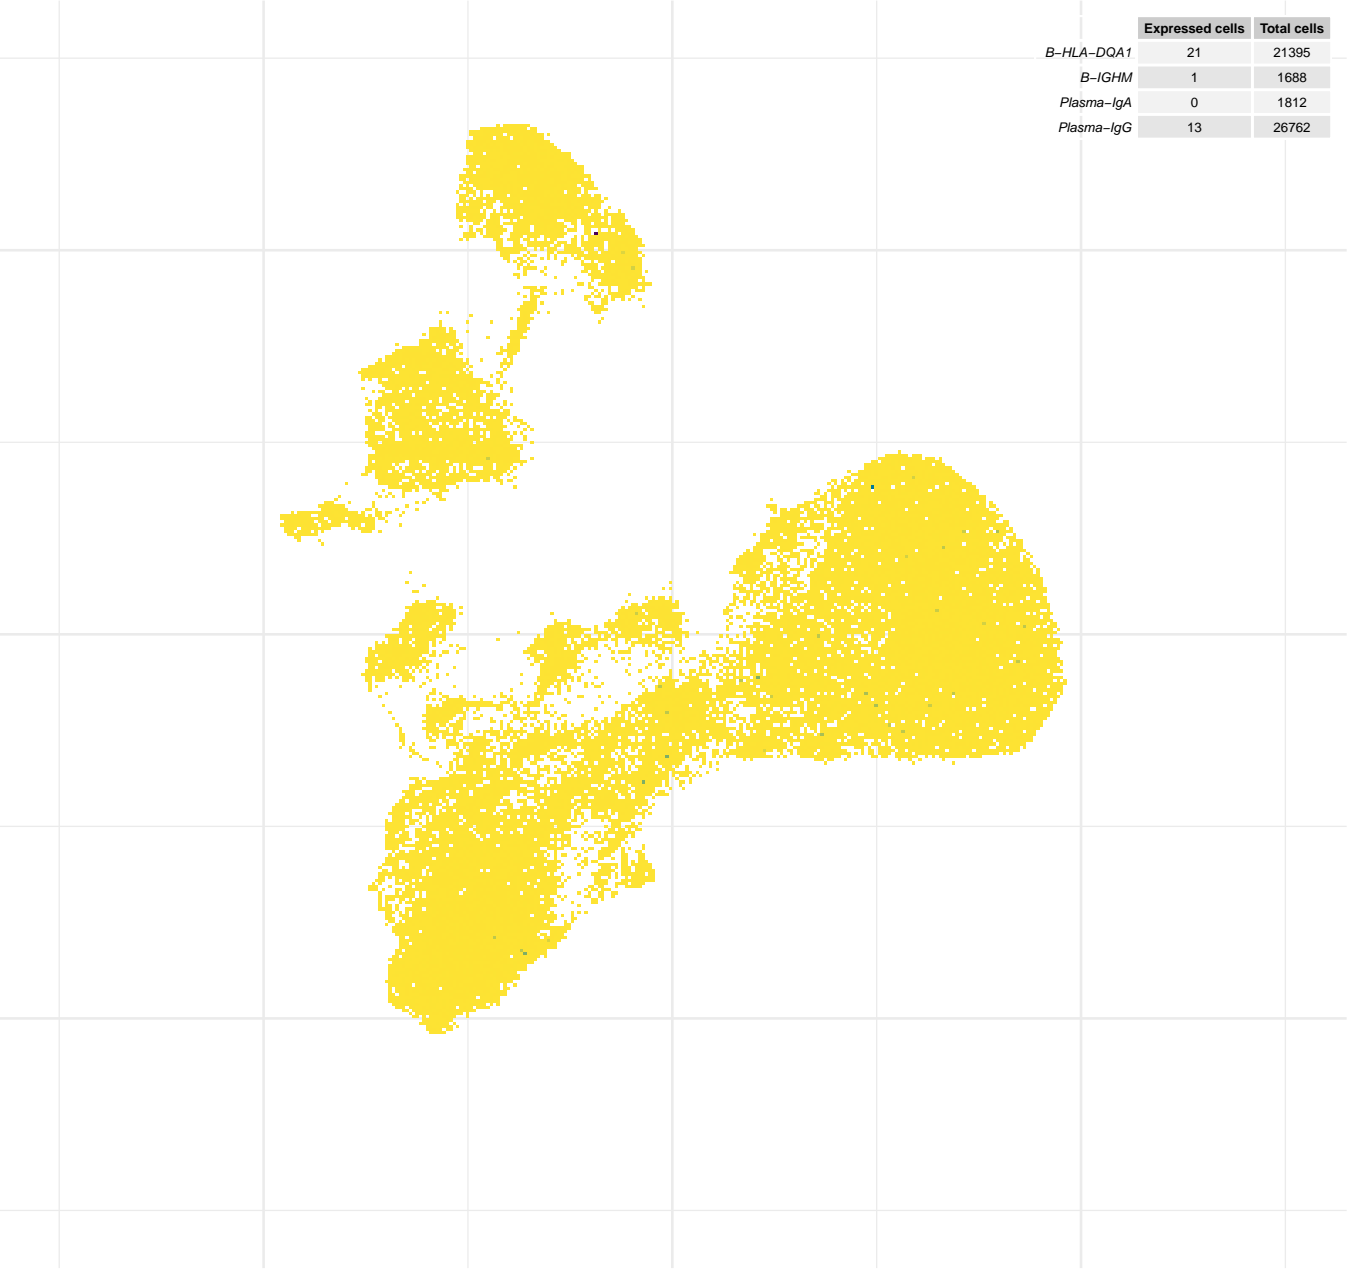 Expressed cells Total cells
B−HLA−DQA1 21 21395
B−IGHM 1 1688
Plasma−IgA 0 1812
Plasma−IgG 13 26762